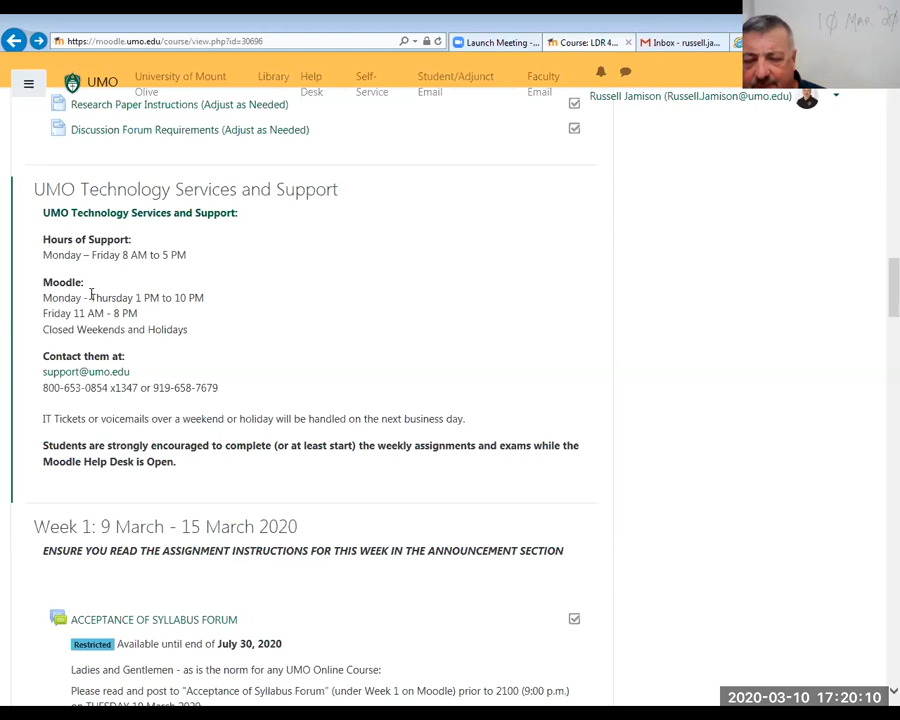 10 MAR 20
https://moodle.umo.edu/course/view.php?id=30696
Launch Meeting -...
Course: LDR 4...
Inbox - russell.ja...
UMO
University of Mount Olive
Library
Help Desk
Self-Service
Student/Adjunct Email
Faculty Email
Russell Jamison (Russell.Jamison@umo.edu)
Research Paper Instructions (Adjust as Needed)
Discussion Forum Requirements (Adjust as Needed)
UMO Technology Services and Support
UMO Technology Services and Support:
Hours of Support:
Monday – Friday 8 AM to 5 PM
Moodle:
Monday - Thursday 1 PM to 10 PM
Friday 11 AM - 8 PM
Closed Weekends and Holidays
Contact them at:
support@umo.edu
800-653-0854 x1347 or 919-658-7679
IT Tickets or voicemails over a weekend or holiday will be handled on the next business day.
Students are strongly encouraged to complete (or at least start) the weekly assignments and exams while the
Moodle Help Desk is Open.
Week 1: 9 March - 15 March 2020
ENSURE YOU READ THE ASSIGNMENT INSTRUCTIONS FOR THIS WEEK IN THE ANNOUNCEMENT SECTION
ACCEPTANCE OF SYLLABUS FORUM
Restricted Available until end of July 30, 2020
Ladies and Gentlemen - as is the norm for any UMO Online Course:
Please read and post to "Acceptance of Syllabus Forum" (under Week 1 on Moodle) prior to 2100 (9:00 p.m.)
on TUESDAY 10 MARCH 2020
2020-03-10 17:20:10